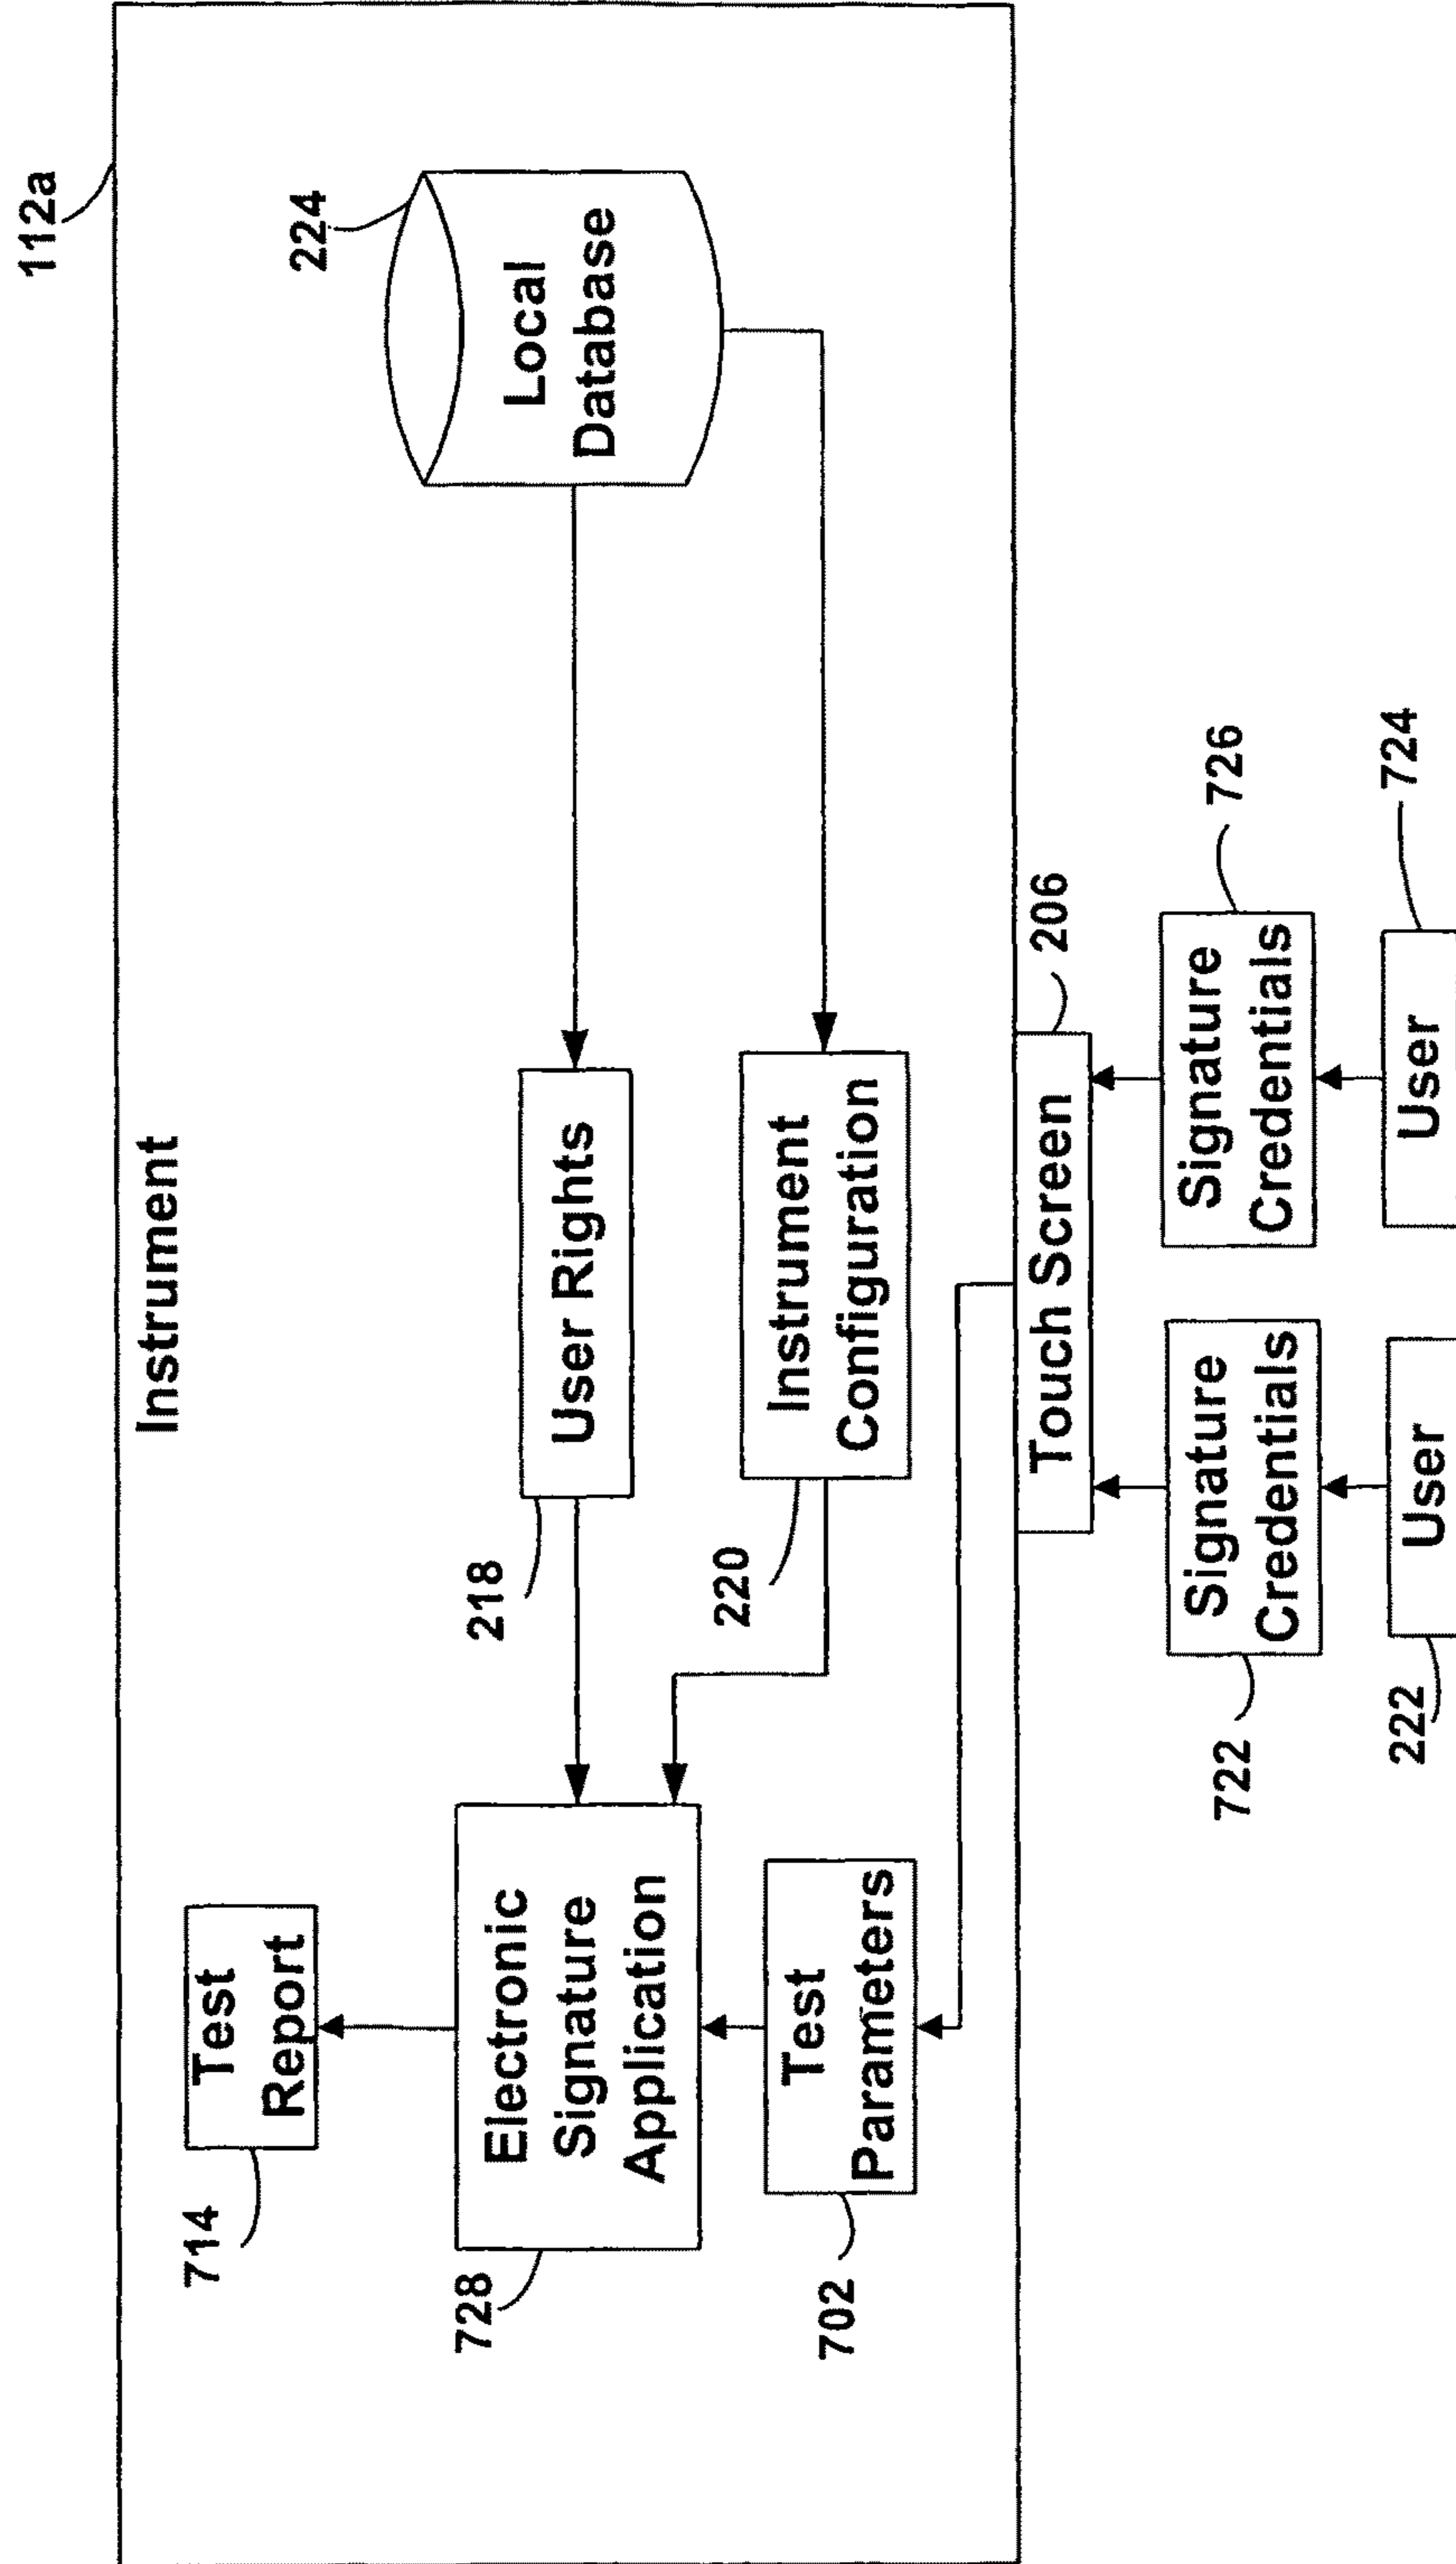 112a
Instrument
714
Test
Report
728
Electronic
Signature
Application
218
User Rights
224
Local
Database
702
Test
Parameters
220
Instrument
Configuration
Touch Screen
206
722
Signature
Credentials
Signature
Credentials
726
222
User
User
724